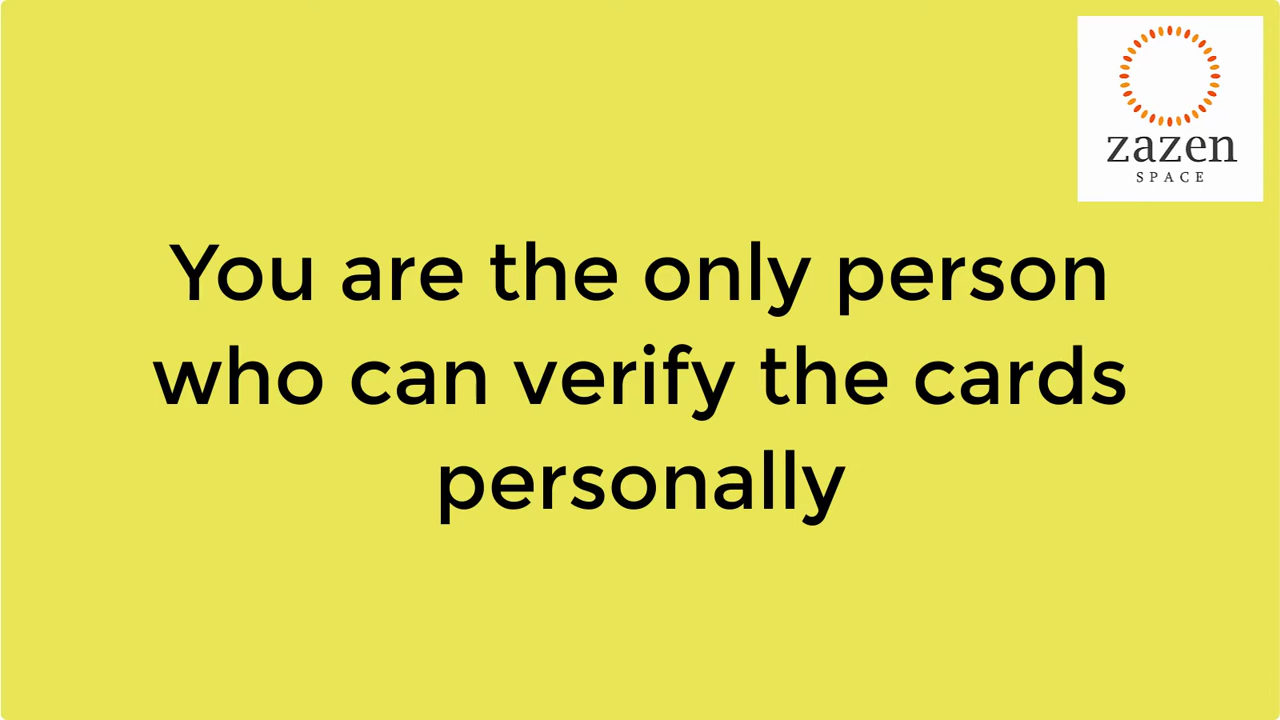 zazen
SPACE
You are the only person
who can verify the cards
personally